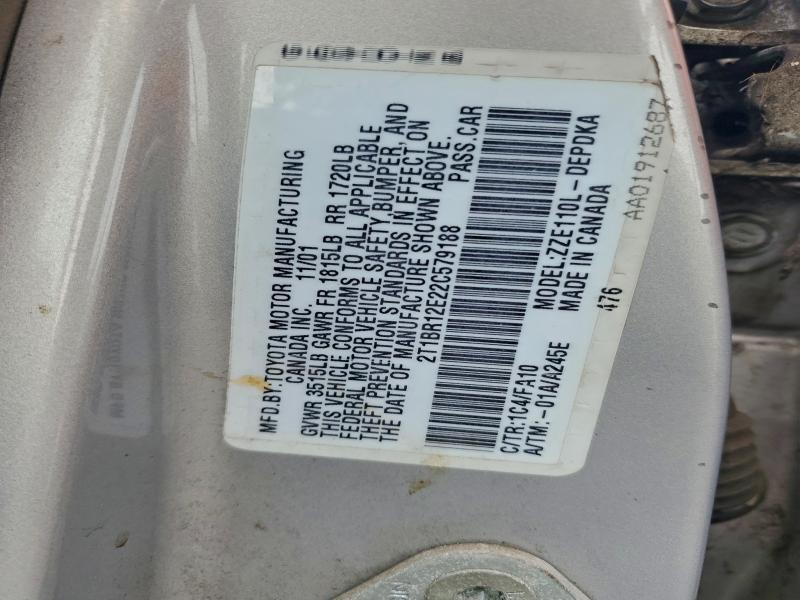 MFD.BY:TOYOTA MOTOR MANUFACTURING
CANADA INC. 11/01
GVWR 3515LB GAWR FR 1815LB RR 1720LB
THIS VEHICLE CONFORMS TO ALL APPLICABLE
FEDERAL MOTOR VEHICLE SAFETY,BUMPER, AND
THEFT PREVENTION STANDARDS IN EFFECT ON
THE DATE OF MANUFACTURE SHOWN ABOVE.
2T1BR12E22C579188 PASS.CAR
C/TR:1C4/FA10 MODEL:ZZE110L-DEPDKA
A/TM:-01A/A245E MADE IN CANADA
476
AA01912687